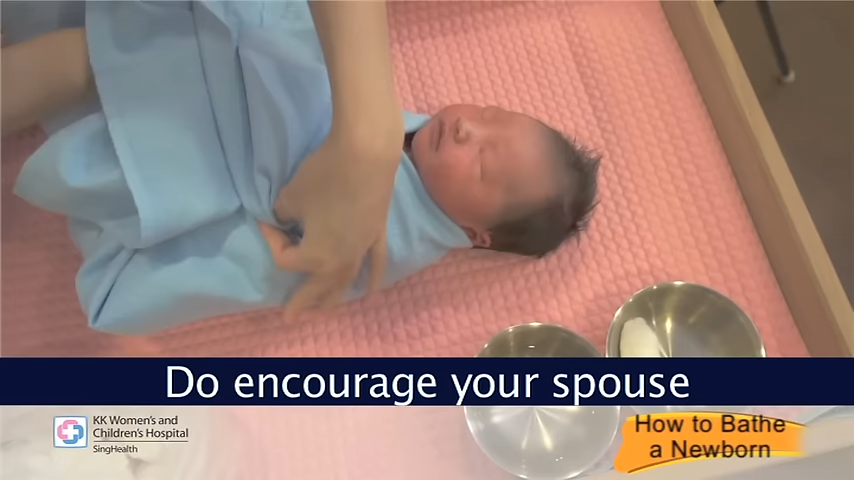 Do encourage your spouse
KK Women's and
Children's Hospital
SingHealth
How to Bathe
a Newborn